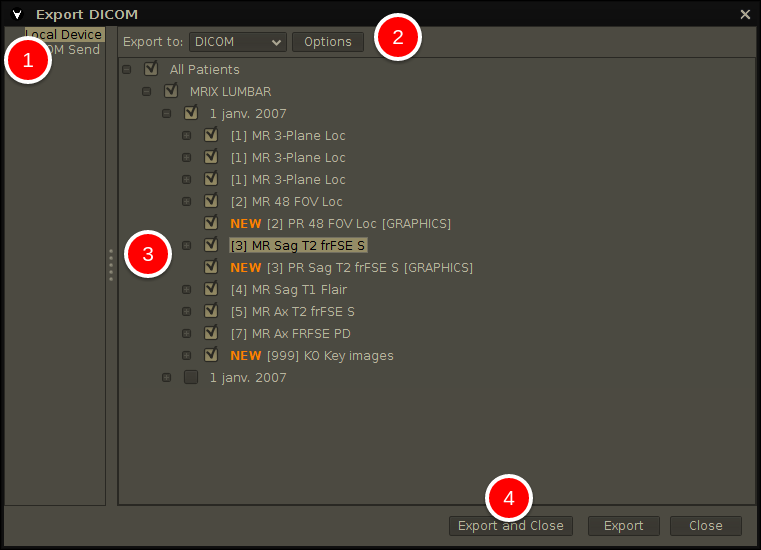 Export DICOM
Local Device
OM Send
1
Export to: DICOM Options
2
All Patients
MRIX LUMBAR
1 janv. 2007
[1] MR 3-Plane Loc
[1] MR 3-Plane Loc
[1] MR 3-Plane Loc
[2] MR 48 FOV Loc
NEW [2] PR 48 FOV Loc [GRAPHICS]
[3] MR Sag T2 frFSE S
3
NEW [3] PR Sag T2 frFSE S [GRAPHICS]
[4] MR Sag T1 Flair
[5] MR Ax T2 frFSE S
[7] MR Ax FRFSE PD
NEW [999] KO Key images
1 janv. 2007
4
Export and Close Export Close